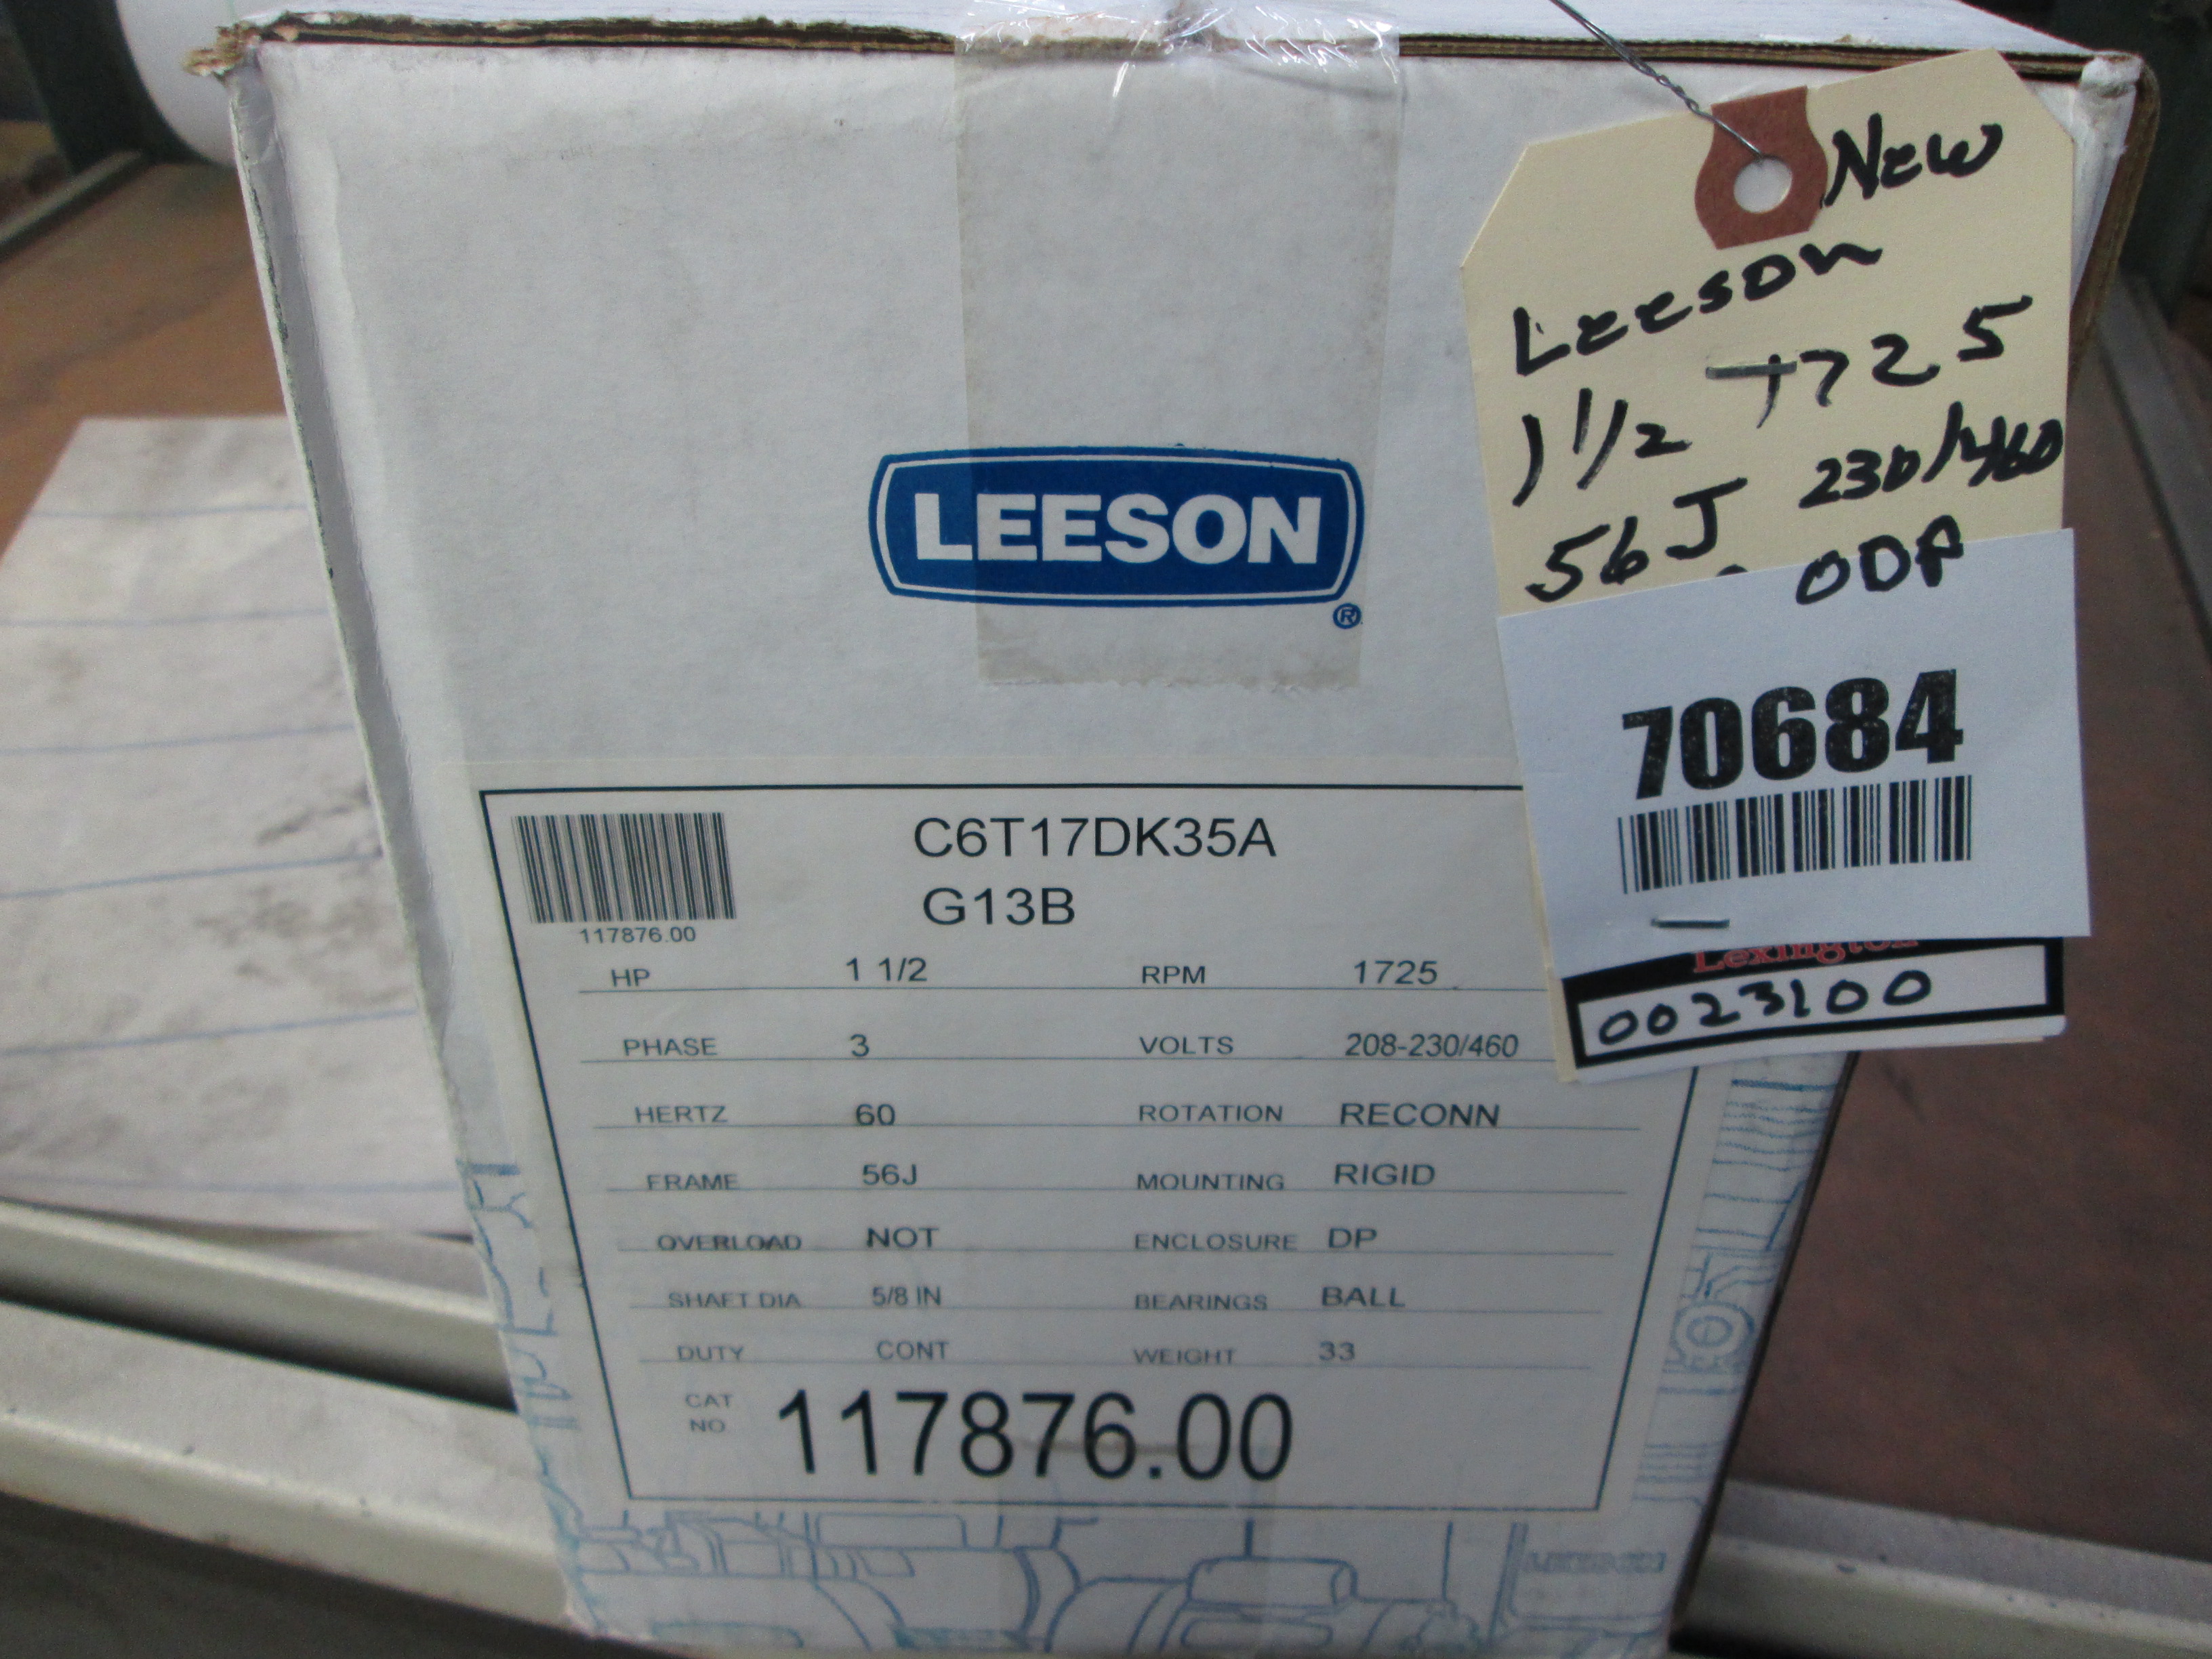 New
Leeson
1 1/2 1725
56J 230/460
ODP
70684
Lexington
0023100
LEESON
®
C6T17DK35A
G13B
117876.00
HP 1 1/2 RPM 1725
PHASE 3 VOLTS 208-230/460
HERTZ 60 ROTATION RECONN
FRAME 56J MOUNTING RIGID
OVERLOAD NOT ENCLOSURE DP
SHAFT DIA 5/8 IN BEARINGS BALL
DUTY CONT WEIGHT 33
CAT
NO 117876.00
LEESON